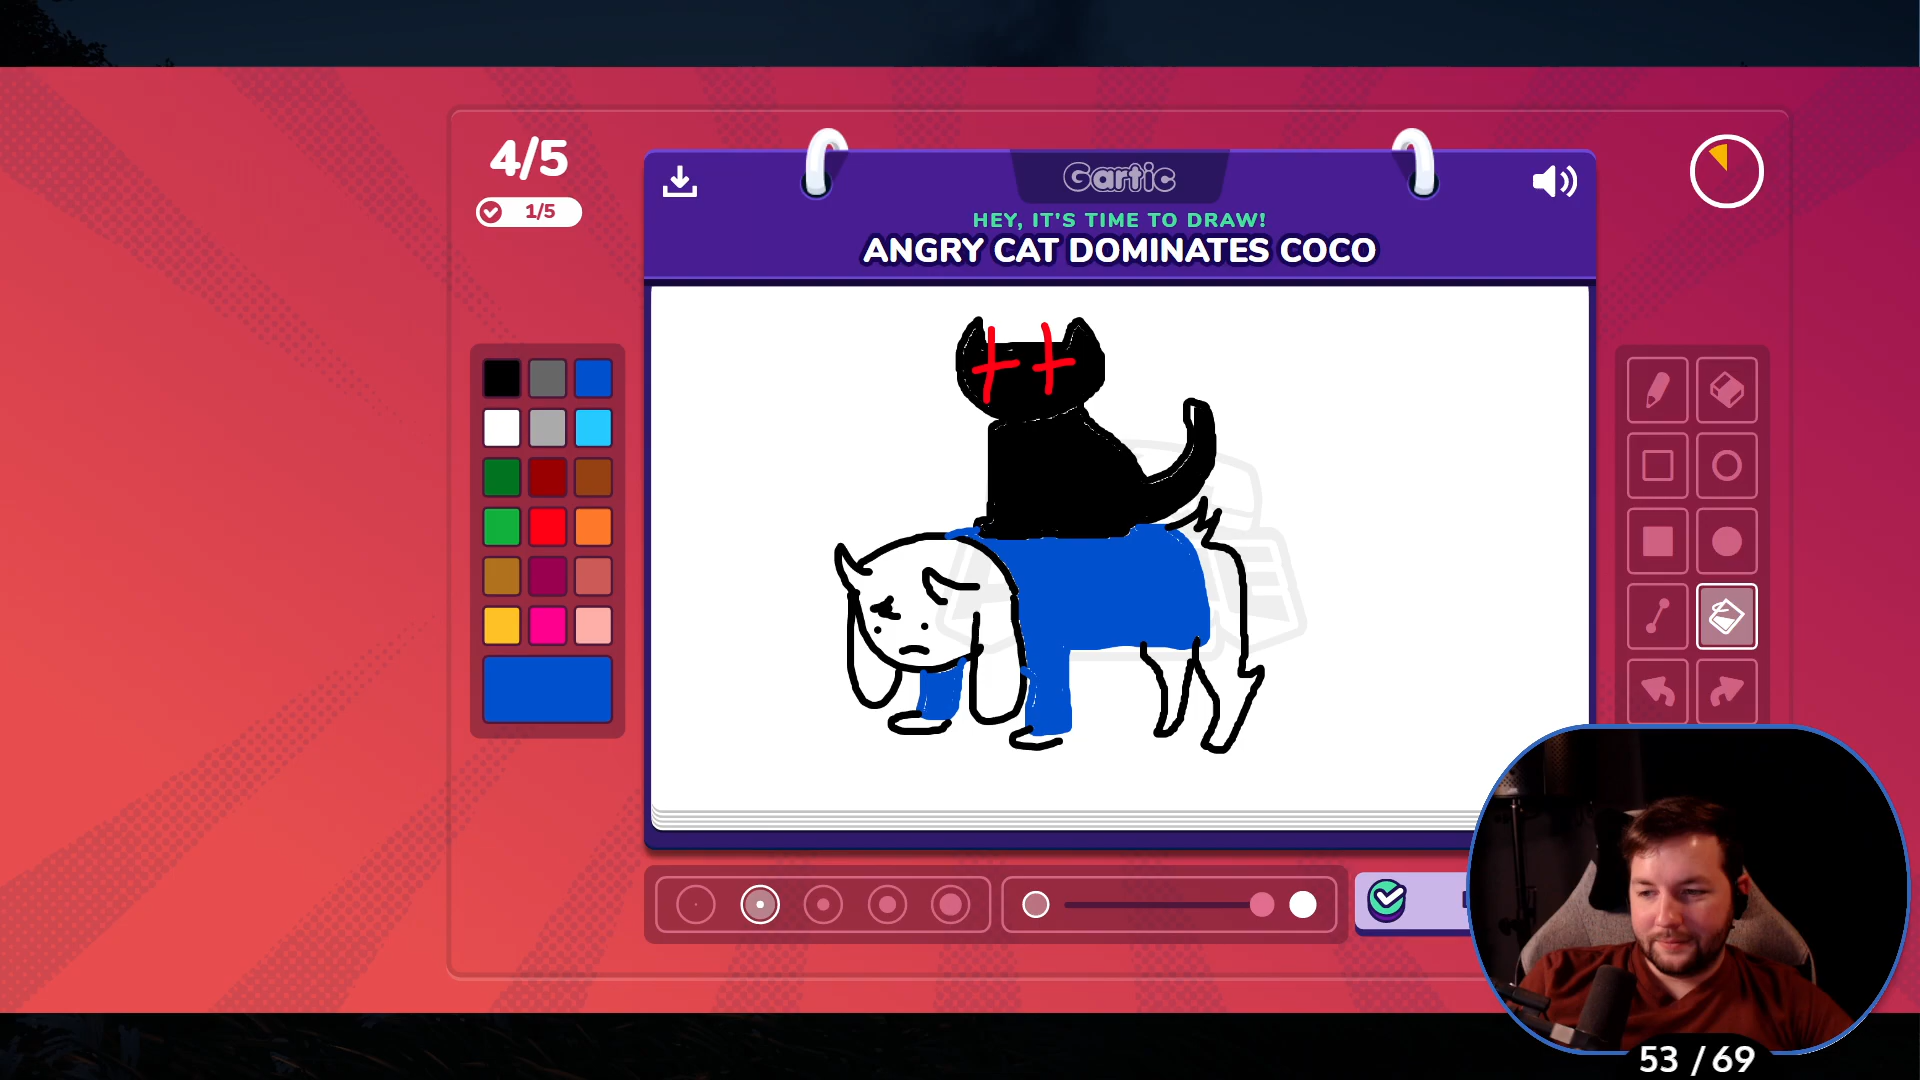 4/5
1/5
Gartic
HEY, IT'S TIME TO DRAW!
ANGRY CAT DOMINATES COCO
53 / 69